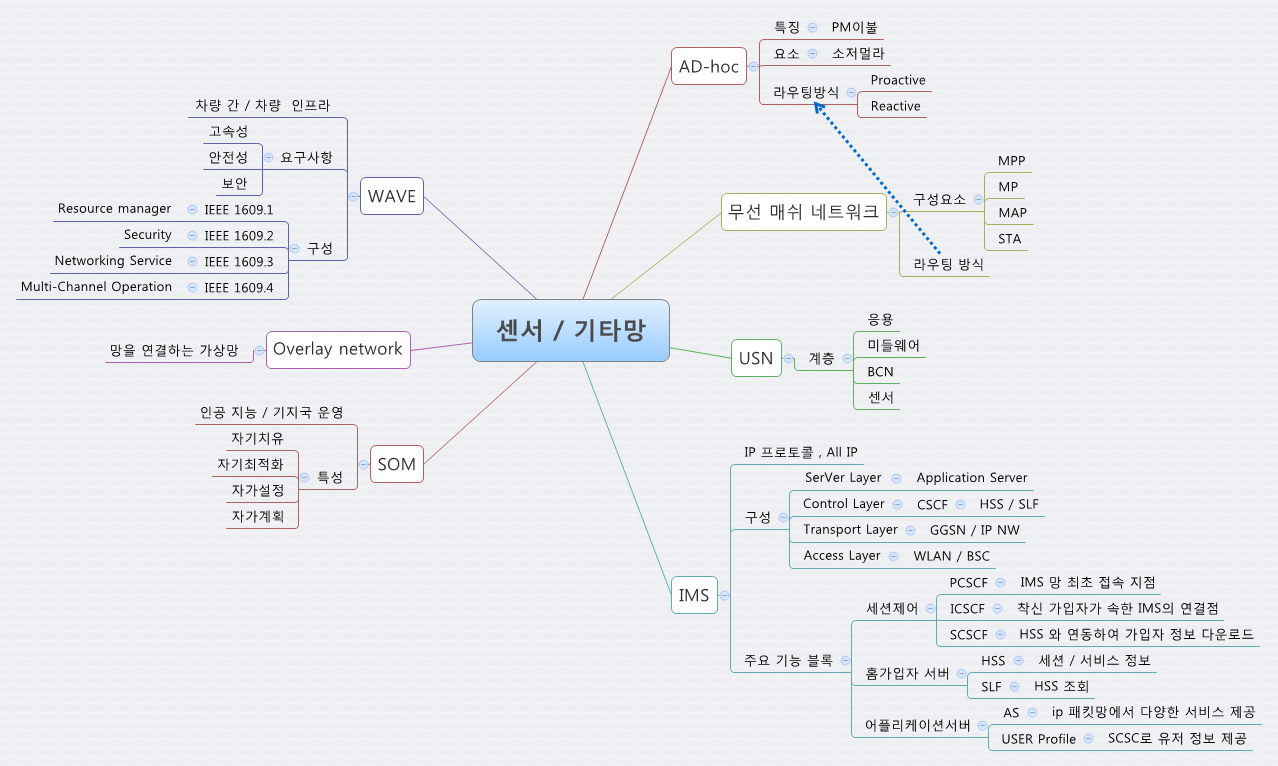 센서 / 기타망
AD-hoc
특징 PM이불
요소 소저멀라
라우팅방식
Proactive
Reactive
무선 매쉬 네트워크
구성요소
MPP
MP
MAP
STA
라우팅 방식
USN
계층
응용
미들웨어
BCN
센서
IMS
IP 프로토콜 , All IP
구성
SerVer Layer Application Server
Control Layer CSCF HSS / SLF
Transport Layer GGSN / IP NW
Access Layer WLAN / BSC
주요 기능 블록
세션제어
PCSCF IMS 망 최초 접속 지점
ICSCF 착신 가입자가 속한 IMS의 연결점
SCSCF HSS 와 연동하여 가입자 정보 다운로드
홈가입자 서버
HSS 세션 / 서비스 정보
SLF HSS 조회
어플리케이션서버
AS ip 패킷망에서 다양한 서비스 제공
USER Profile SCSC로 유저 정보 제공
WAVE
차량 간 / 차량 인프라
요구사항
고속성
안전성
보안
구성
Resource manager IEEE 1609.1
Security IEEE 1609.2
Networking Service IEEE 1609.3
Multi-Channel Operation IEEE 1609.4
Overlay network
망을 연결하는 가상망
SOM
인공 지능 / 기지국 운영
특성
자기치유
자기최적화
자가설정
자가계획